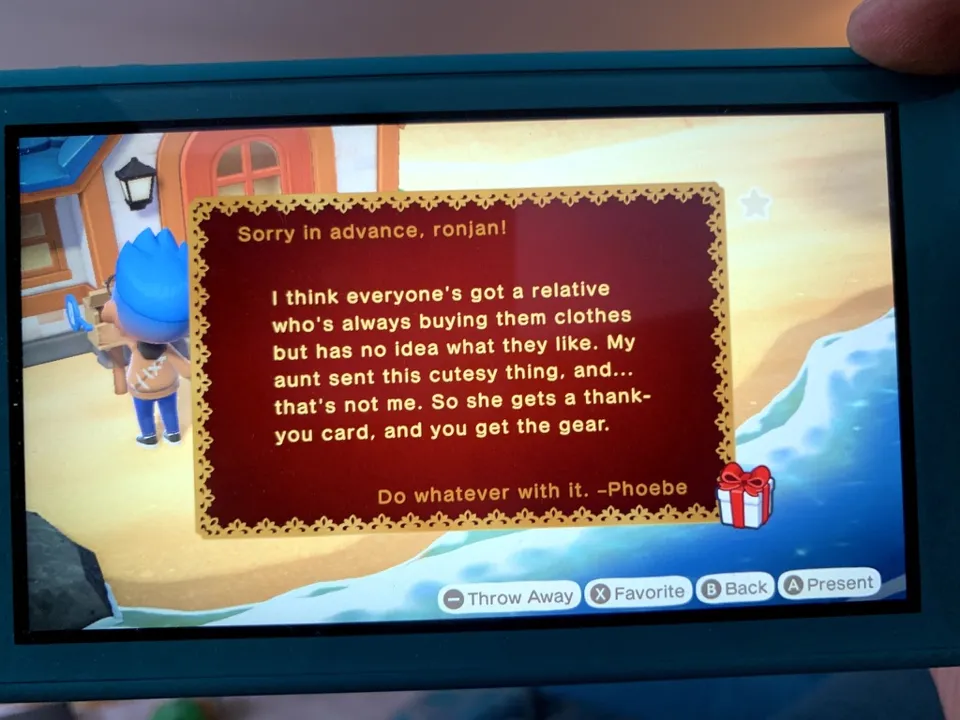 Sorry in advance, ronjan!
I think everyone's got a relative
who's always buying them clothes
but has no idea what they like. My
aunt sent this cutesy thing, and...
that's not me. So she gets a thank-
you card, and you get the gear.
Do whatever with it. –Phoebe
Throw Away
X Favorite
B Back
A Present